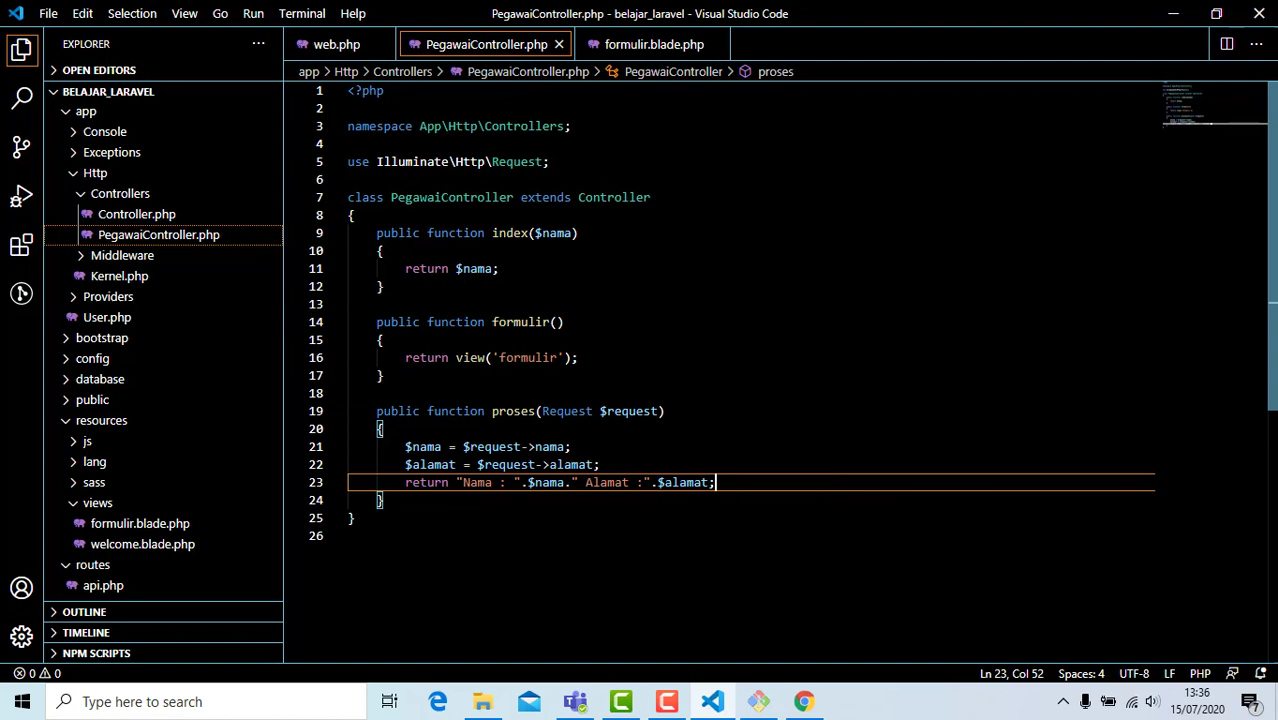 File Edit Selection View Go Run Terminal Help PegawaiController.php - belajar_laravel - Visual Studio Code
EXPLORER
OPEN EDITORS
BELAJAR_LARAVEL
app
Console
Exceptions
Http
Controllers
Controller.php
PegawaiController.php
Middleware
Kernel.php
Providers
User.php
bootstrap
config
database
public
resources
js
lang
sass
views
formulir.blade.php
welcome.blade.php
routes
api.php
OUTLINE
TIMELINE
NPM SCRIPTS
web.php PegawaiController.php formulir.blade.php
app > Http > Controllers > PegawaiController.php > PegawaiController > proses
1 <?php
2
3 namespace App\Http\Controllers;
4
5 use Illuminate\Http\Request;
6
7 class PegawaiController extends Controller
8 {
9 public function index($nama)
10 {
11 return $nama;
12 }
13
14 public function formulir()
15 {
16 return view('formulir');
17 }
18
19 public function proses(Request $request)
20 {
21 $nama = $request->nama;
22 $alamat = $request->alamat;
23 return "Nama : ".$nama." Alamat :".$alamat;
24 }
25 }
26
0 0 Ln 23, Col 52 Spaces: 4 UTF-8 LF PHP
Type here to search
13:36
15/07/2020
7